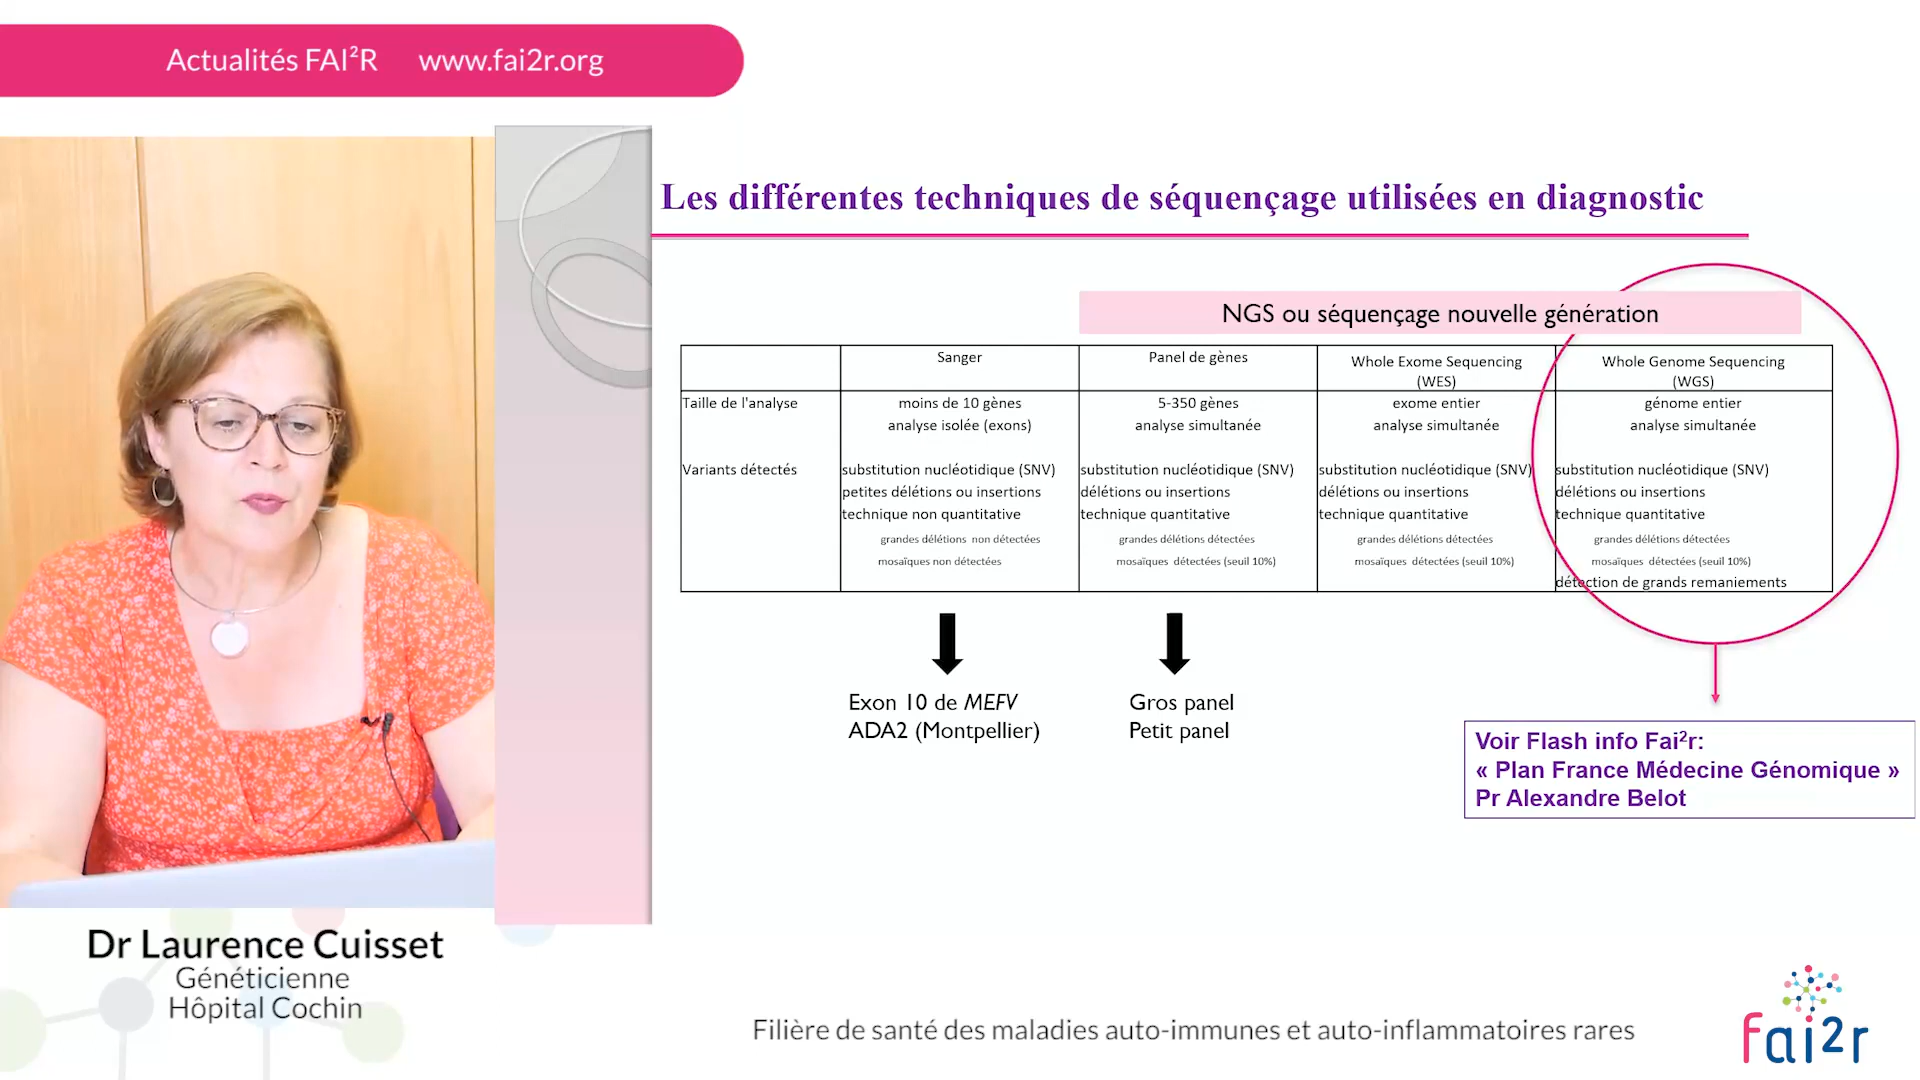 Actualités FAI²R www.fai2r.org
Les différentes techniques de séquençage utilisées en diagnostic
NGS ou séquençage nouvelle génération
Sanger
Panel de gènes
Whole Exome Sequencing
(WES)
Whole Genome Sequencing
(WGS)
Taille de l'analyse
moins de 10 gènes
analyse isolée (exons)
5-350 gènes
analyse simultanée
exome entier
analyse simultanée
génome entier
analyse simultanée
Variants détectés
substitution nucléotidique (SNV)
petites délétions ou insertions
technique non quantitative
grandes délétions non détectées
mosaïques non détectées
substitution nucléotidique (SNV)
délétions ou insertions
technique quantitative
grandes délétions détectées
mosaïques détectées (seuil 10%)
substitution nucléotidique (SNV)
délétions ou insertions
technique quantitative
grandes délétions détectées
mosaïques détectées (seuil 10%)
substitution nucléotidique (SNV)
délétions ou insertions
technique quantitative
grandes délétions détectées
mosaïques détectées (seuil 10%)
détection de grands remaniements
Exon 10 de MEFV
ADA2 (Montpellier)
Gros panel
Petit panel
Voir Flash info Fai²r:
« Plan France Médecine Génomique »
Pr Alexandre Belot
Dr Laurence Cuisset
Généticienne
Hôpital Cochin
Filière de santé des maladies auto-immunes et auto-inflammatoires rares
fai2r